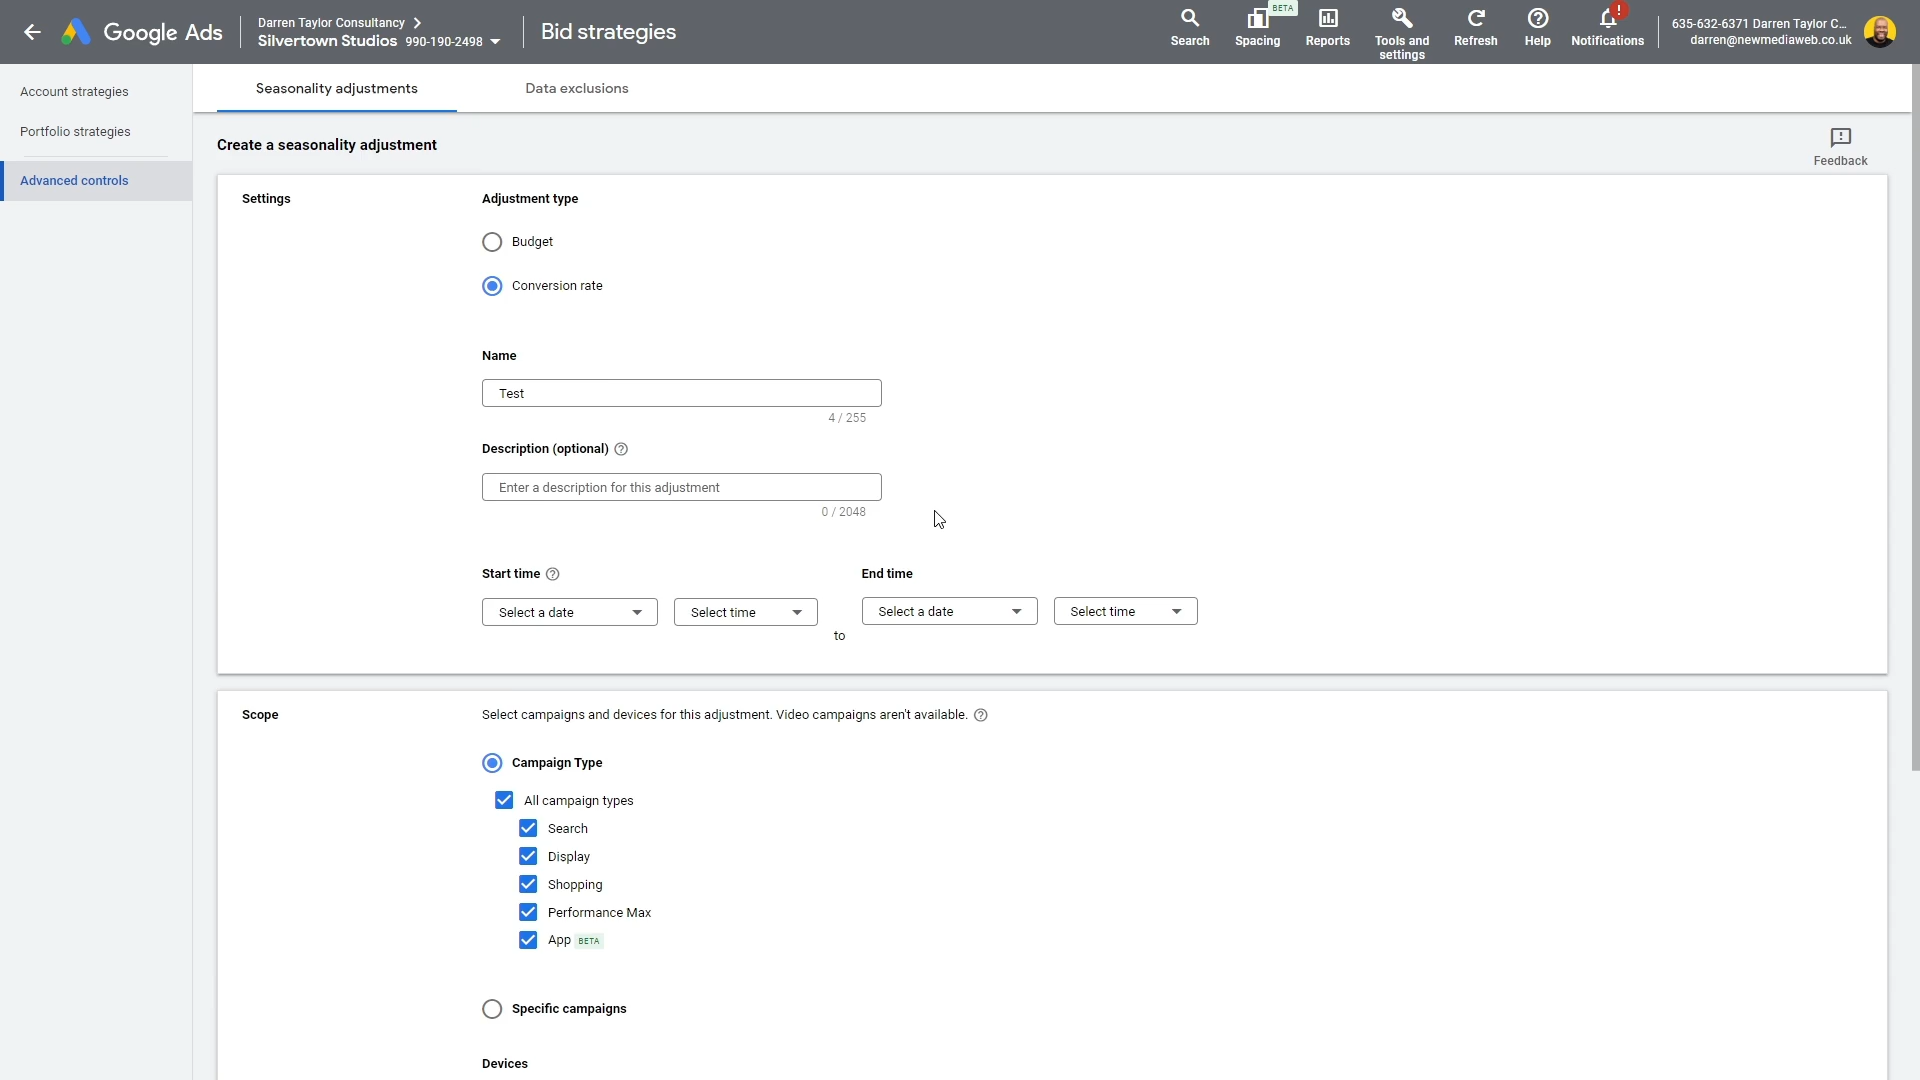 Google Ads
Darren Taylor Consultancy
Silvertown Studios 990-190-2498
Bid strategies
Search
BETA
Spacing
Reports
Tools and
settings
Refresh
Help
!
Notifications
635-632-6371 Darren Taylor C...
darren@newmediaweb.co.uk
Account strategies
Portfolio strategies
Advanced controls
Seasonality adjustments
Data exclusions
Create a seasonality adjustment
Feedback
Settings
Adjustment type
Budget
Conversion rate
Name
Test
4 / 255
Description (optional)
Enter a description for this adjustment
0 / 2048
Start time
End time
Select a date
Select time
to
Select a date
Select time
Scope
Select campaigns and devices for this adjustment. Video campaigns aren't available.
Campaign Type
All campaign types
Search
Display
Shopping
Performance Max
App BETA
Specific campaigns
Devices